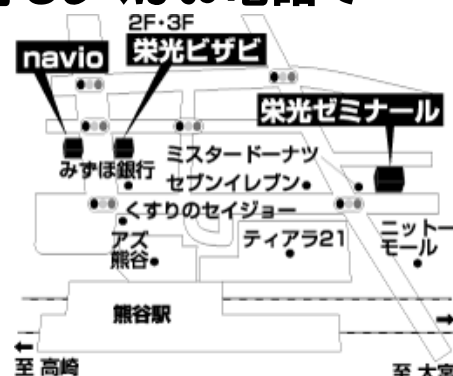 2F・3F
navio
栄光ビザビ
栄光ゼミナール
みずほ銀行
ミスタードーナツ
セブンイレブン
くすりのセイジョー
アズ
熊谷
ティアラ21
ニットー
モール
熊谷駅
至 高崎
至 大宮